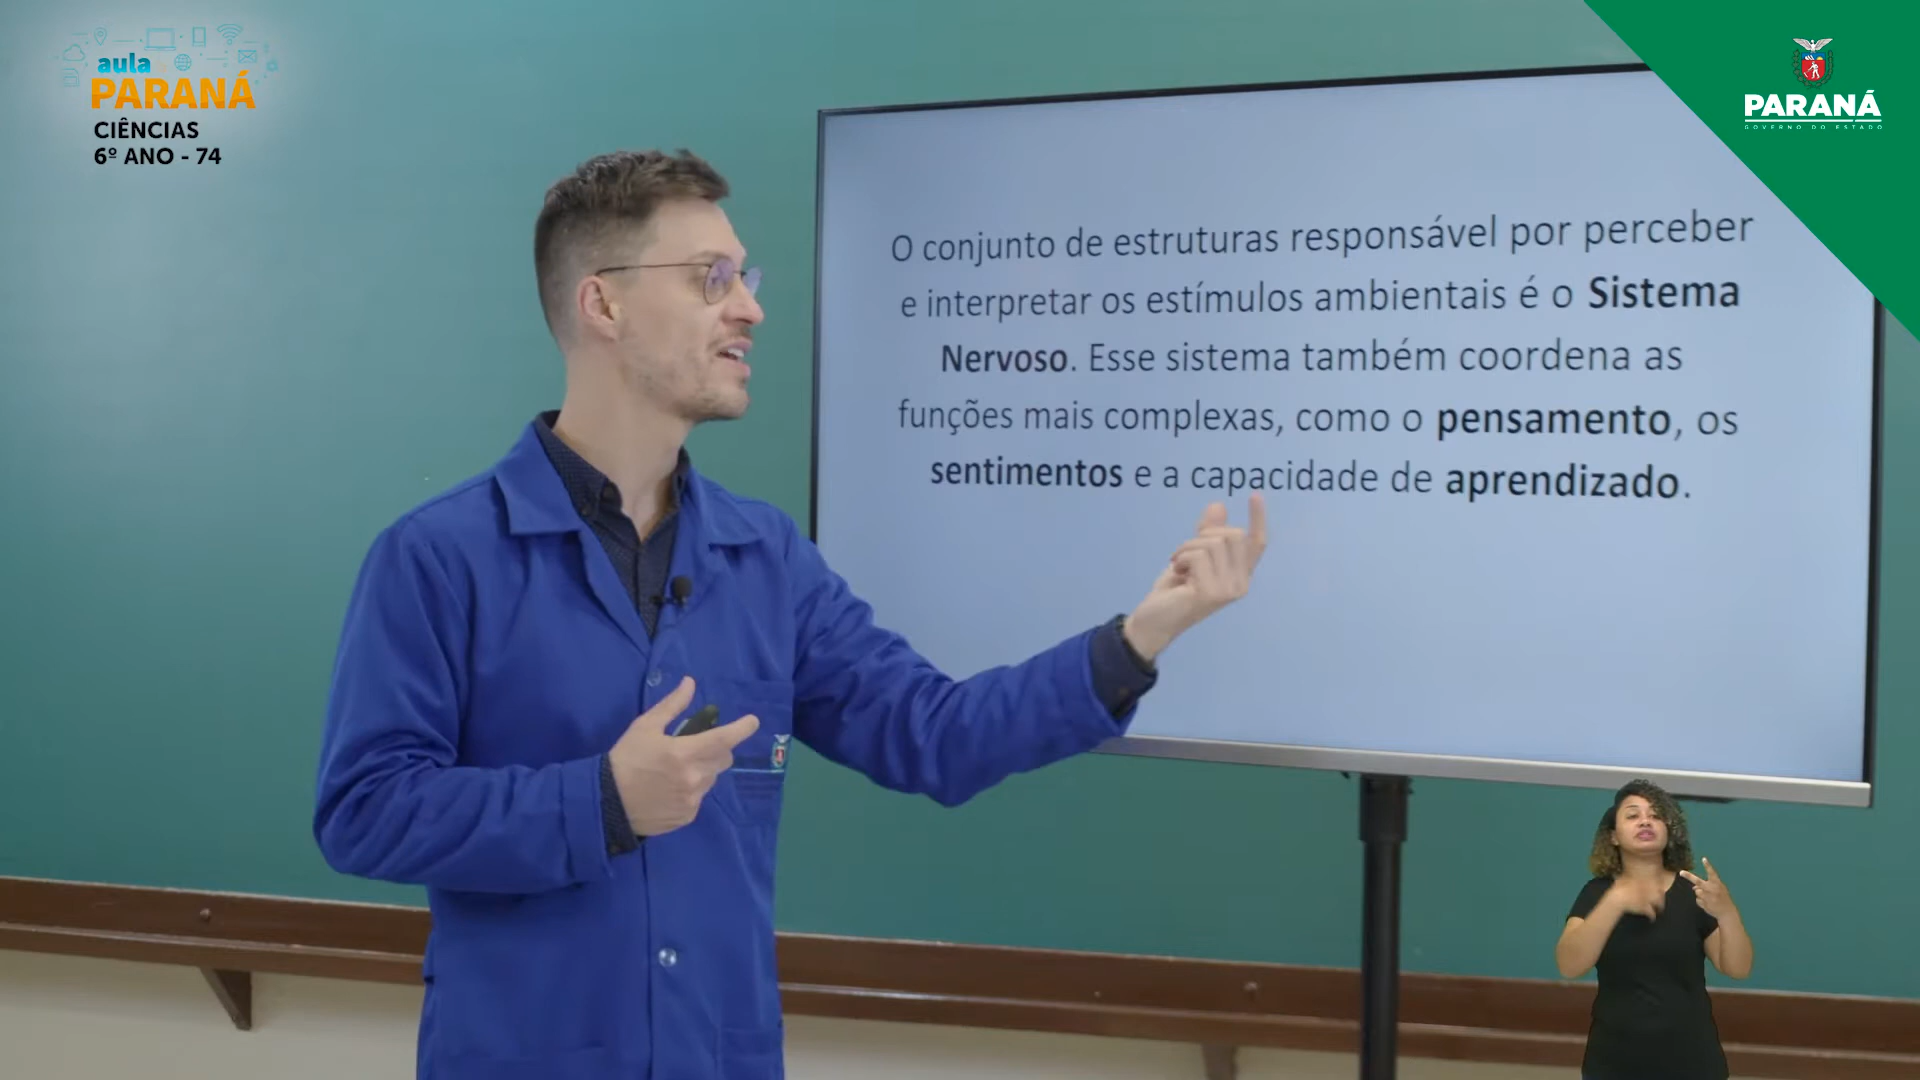 aula
PARANÁ
CIÊNCIAS
6º ANO - 74
PARANÁ
GOVERNO DO ESTADO
O conjunto de estruturas responsável por perceber
e interpretar os estímulos ambientais é o Sistema
Nervoso. Esse sistema também coordena as
funções mais complexas, como o pensamento, os
sentimentos e a capacidade de aprendizado.